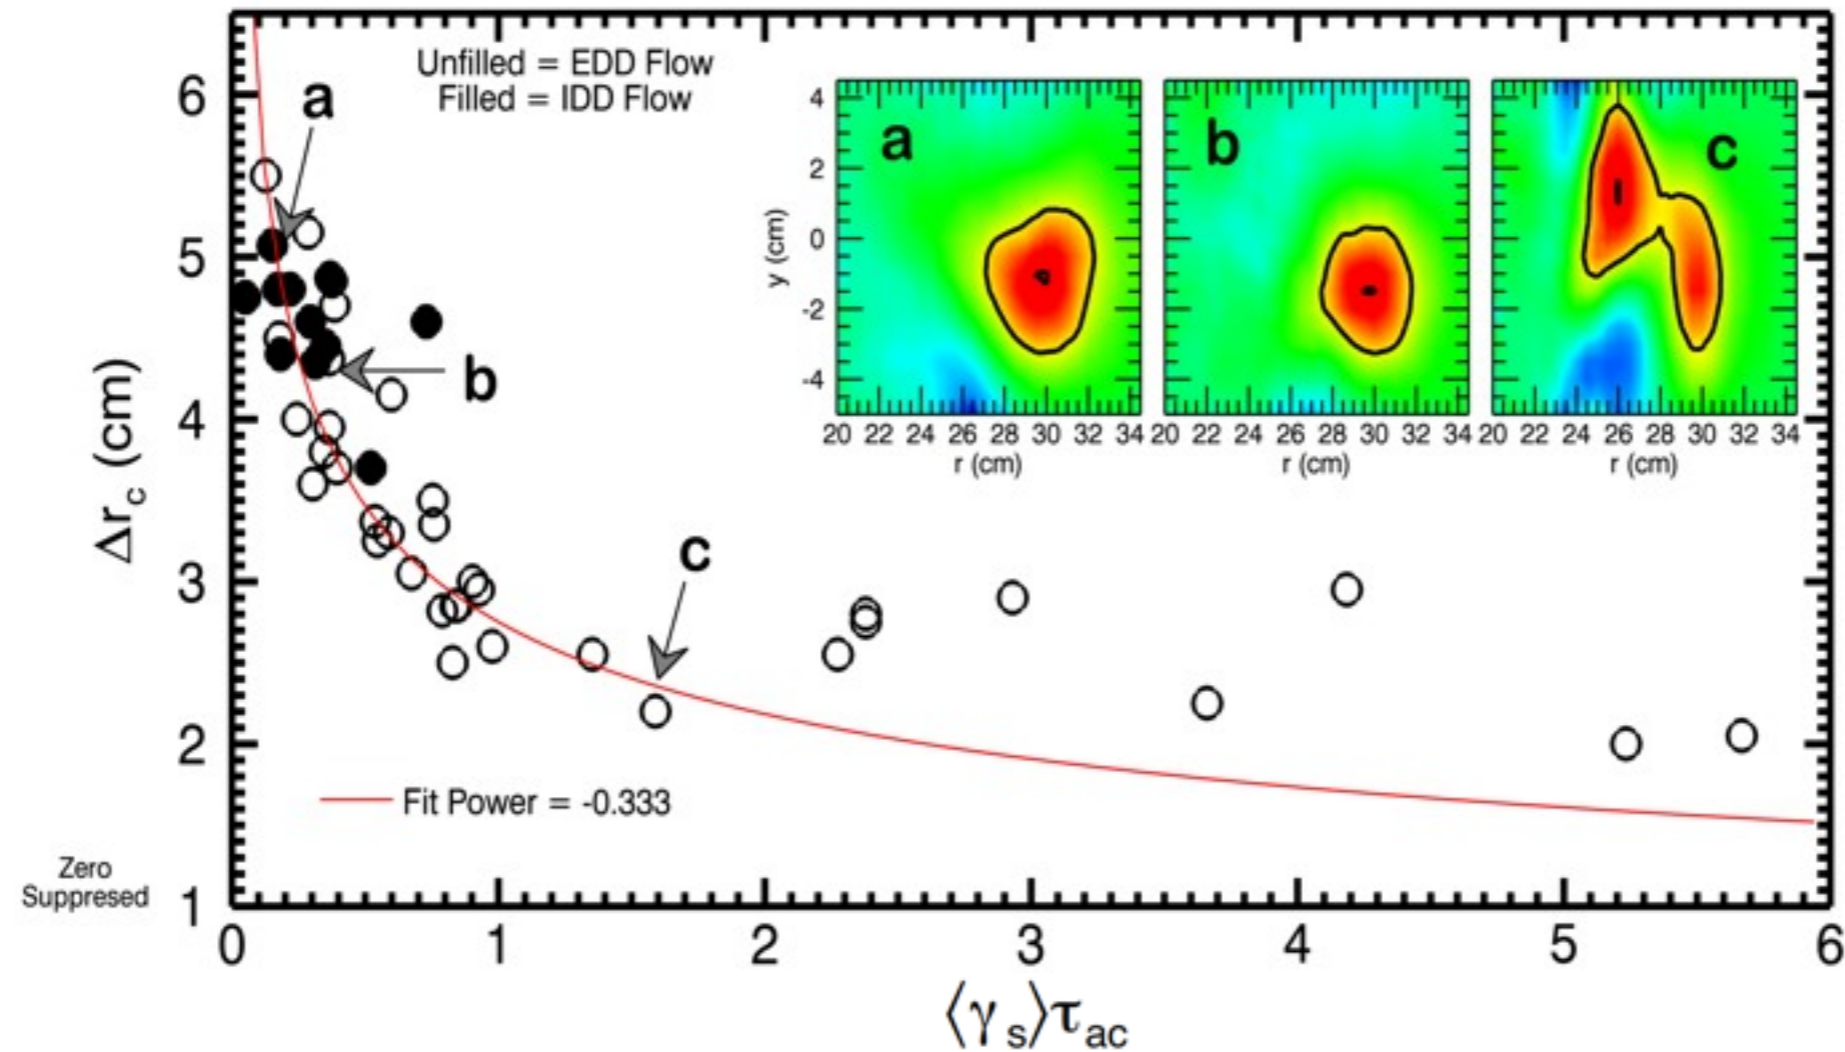 Unfilled = EDD Flow
Filled = IDD Flow
a
b
c
a
b
c
4
2
0
-2
-4
y (cm)
20 22 24 26 28 30 32 34
20 22 24 26 28 30 32 34
20 22 24 26 28 30 32 34
r (cm)
r (cm)
r (cm)
6
5
4
3
2
1
Δr_c (cm)
Fit Power = -0.333
Zero
Suppresed
0 1 2 3 4 5 6
⟨γ_s⟩τ_ac